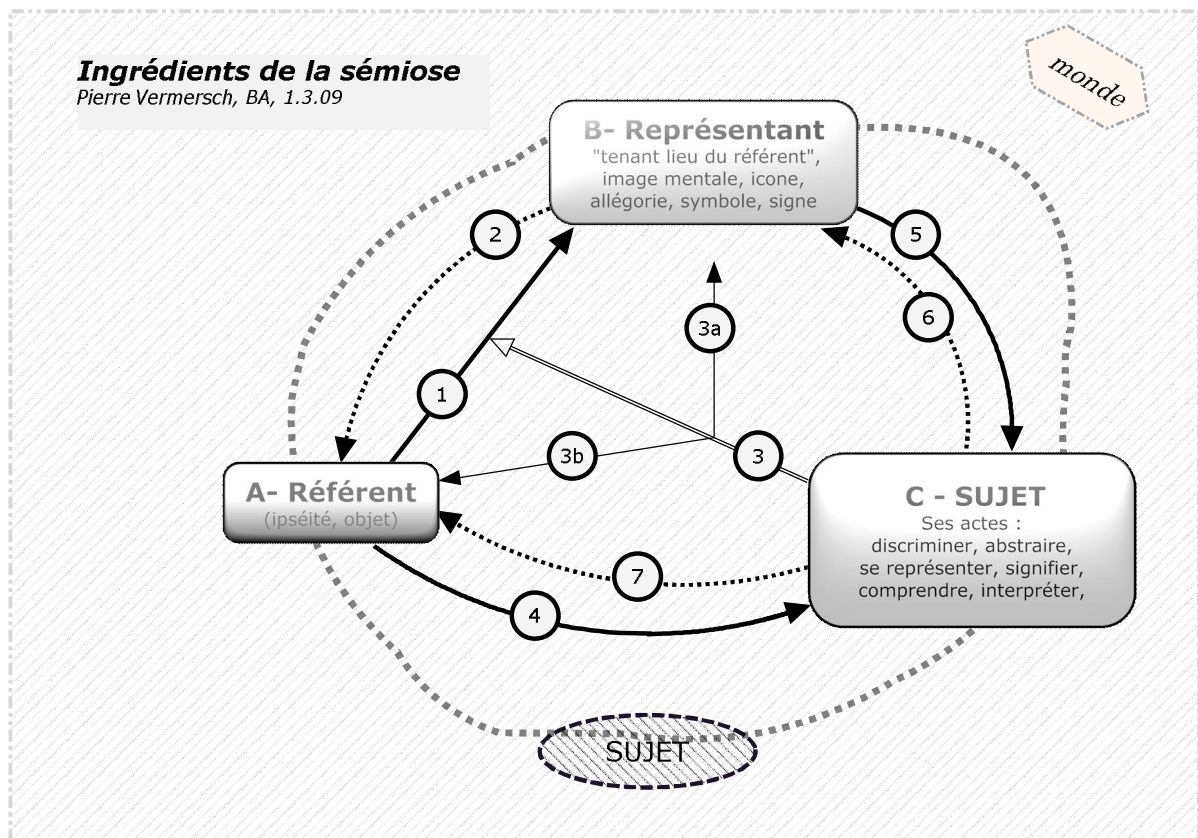 Ingrédients de la sémiose
Pierre Vermersch, BA, 1.3.09
monde
B- Représentant
"tenant lieu du référent",
image mentale, icone,
allégorie, symbole, signe
2
5
6
3a
1
3b
3
A- Référent
(ipséité, objet)
C - SUJET
Ses actes :
discriminer, abstraire,
se représenter, signifier,
comprendre, interpréter,
7
4
SUJET